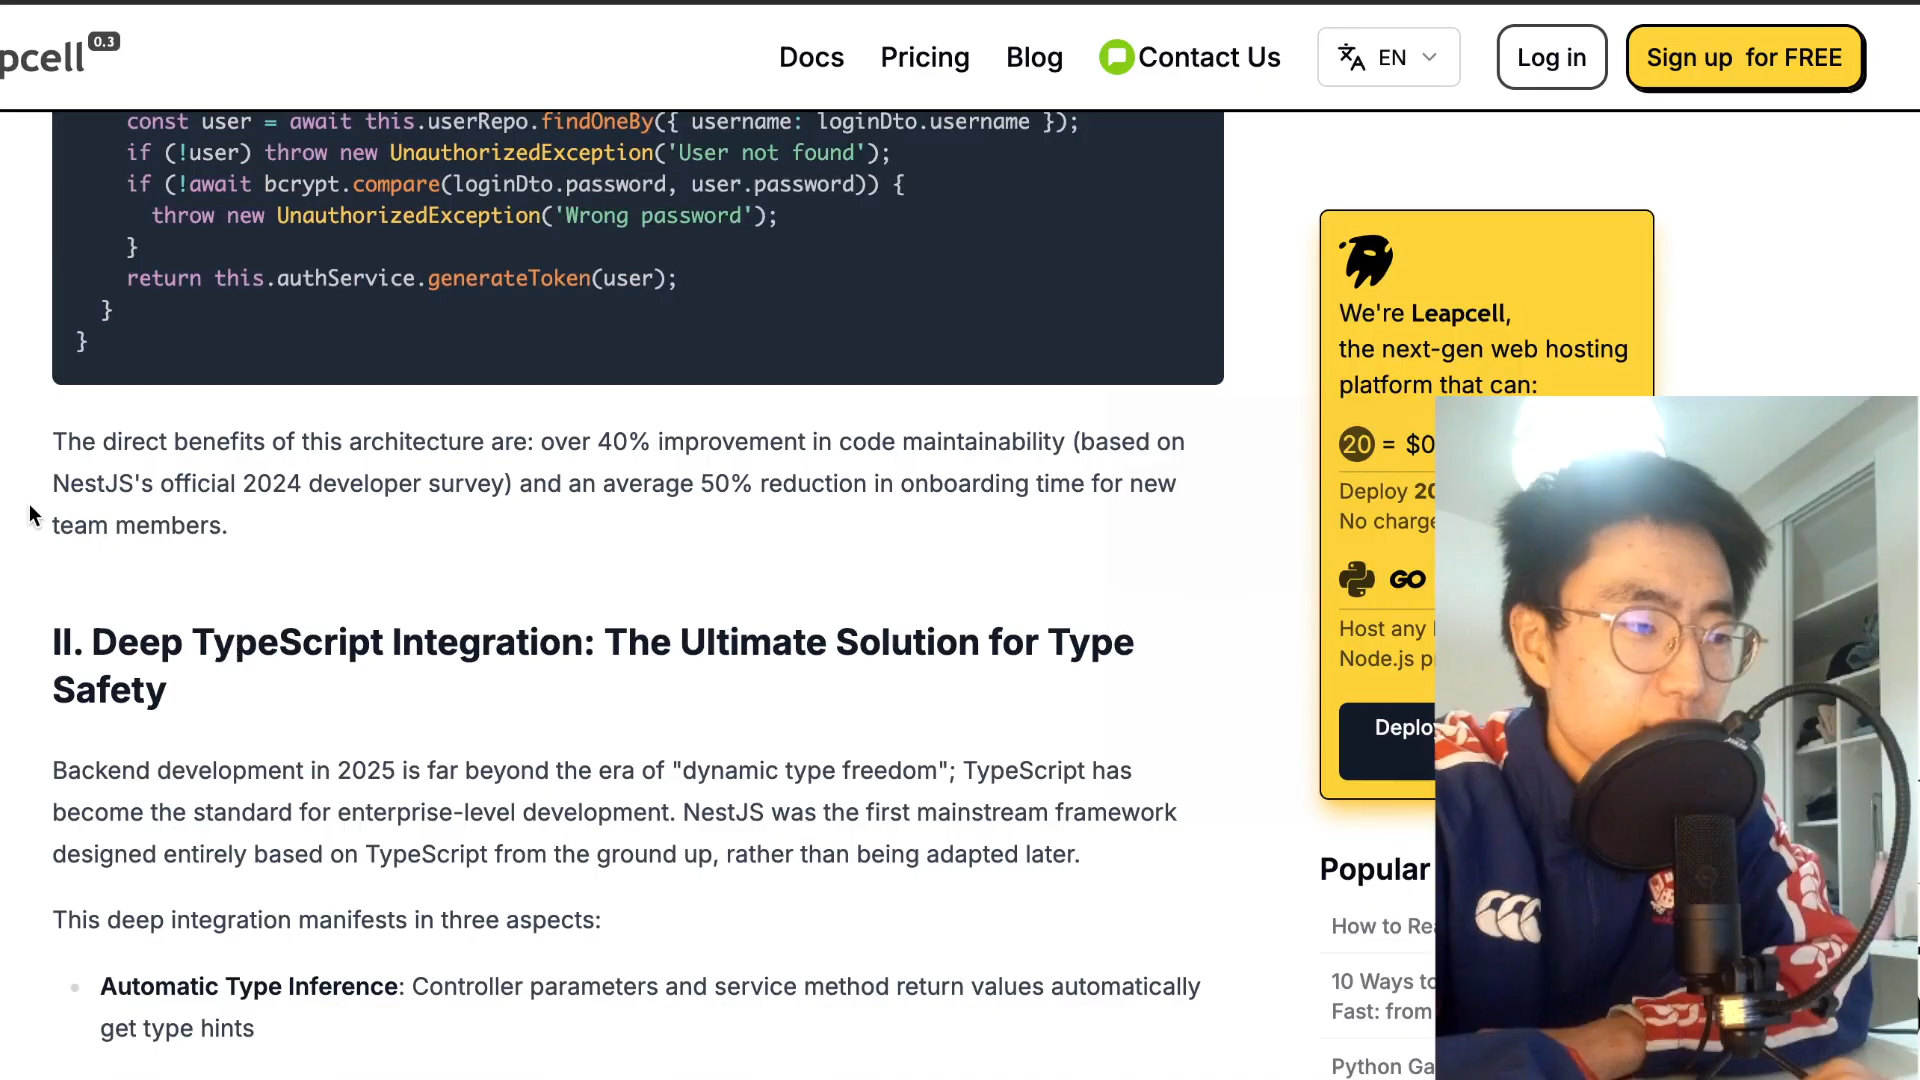 pcell 0.3
Docs Pricing Blog Contact Us EN Log in Sign up for FREE
const user = await this.userRepo.findOneBy({ username: loginDto.username });
if (!user) throw new UnauthorizedException('User not found');
if (!await bcrypt.compare(loginDto.password, user.password)) {
throw new UnauthorizedException('Wrong password');
}
return this.authService.generateToken(user);
}
}
The direct benefits of this architecture are: over 40% improvement in code maintainability (based on
NestJS's official 2024 developer survey) and an average 50% reduction in onboarding time for new
team members.
II. Deep TypeScript Integration: The Ultimate Solution for Type
Safety
Backend development in 2025 is far beyond the era of "dynamic type freedom"; TypeScript has
become the standard for enterprise-level development. NestJS was the first mainstream framework
designed entirely based on TypeScript from the ground up, rather than being adapted later.
This deep integration manifests in three aspects:
Automatic Type Inference: Controller parameters and service method return values automatically
get type hints
We're Leapcell,
the next-gen web hosting
platform that can:
20 = $0
Deploy 20
No charge
GO
Host any
Node.js p
Deploy
Popular
How to Rea
10 Ways to
Fast: from
Python Ga